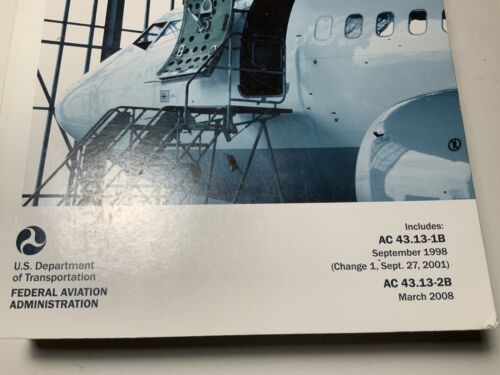 Includes:
AC 43.13-1B
September 1998
(Change 1, Sept. 27, 2001)
AC 43.13-2B
March 2008
U.S. Department
of Transportation
FEDERAL AVIATION
ADMINISTRATION